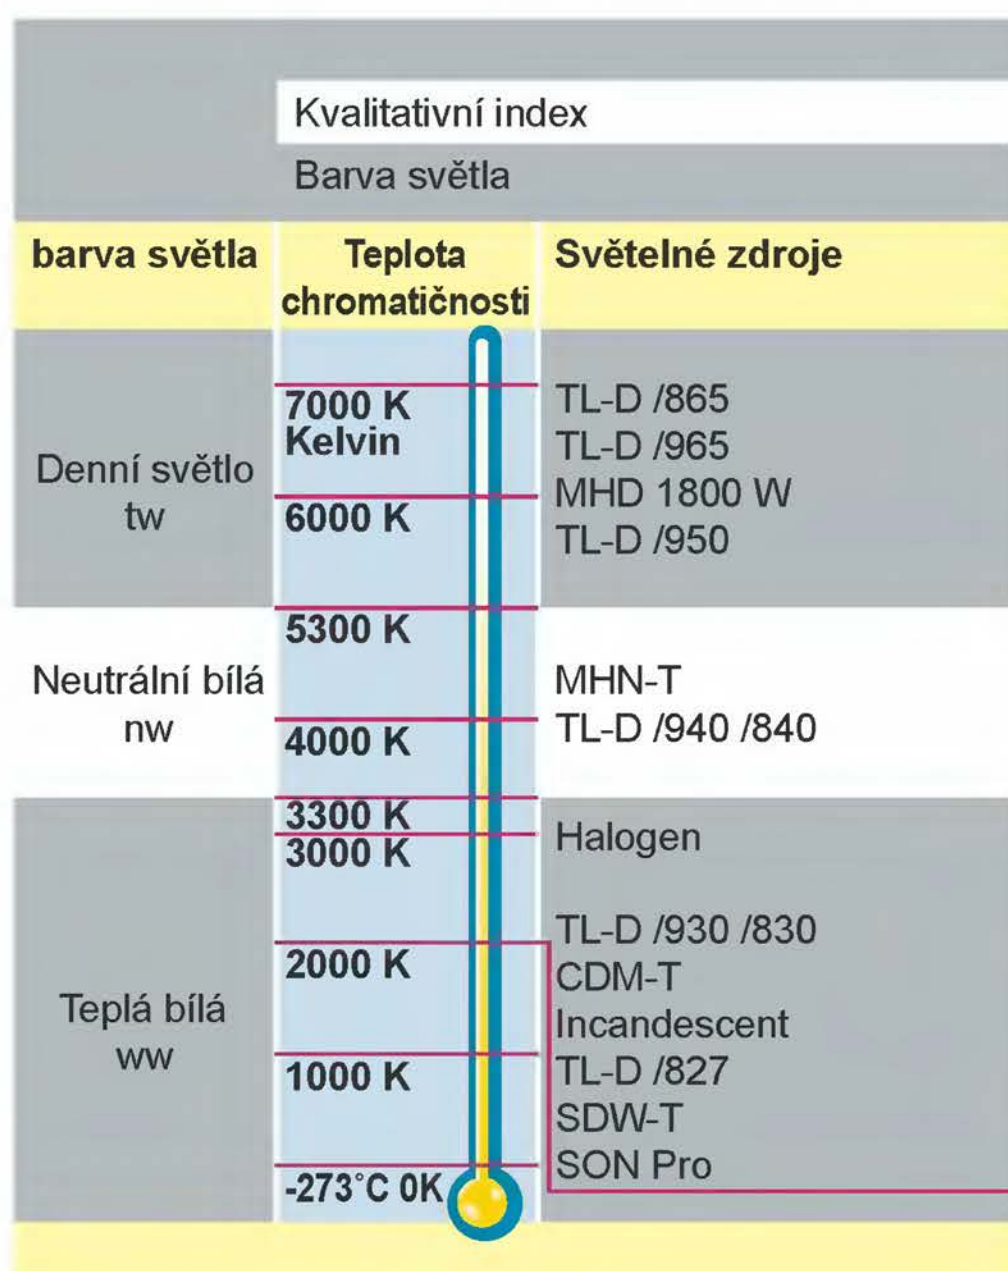 Kvalitativní index
Barva světla
barva světla
Teplota
chromatičnosti
Světelné zdroje
Denní světlo
tw
7000 K
Kelvin
6000 K
TL-D /865
TL-D /965
MHD 1800 W
TL-D /950
Neutrální bílá
nw
5300 K
4000 K
MHN-T
TL-D /940 /840
Teplá bílá
ww
3300 K
3000 K
2000 K
1000 K
-273°C 0K
Halogen
TL-D /930 /830
CDM-T
Incandescent
TL-D /827
SDW-T
SON Pro